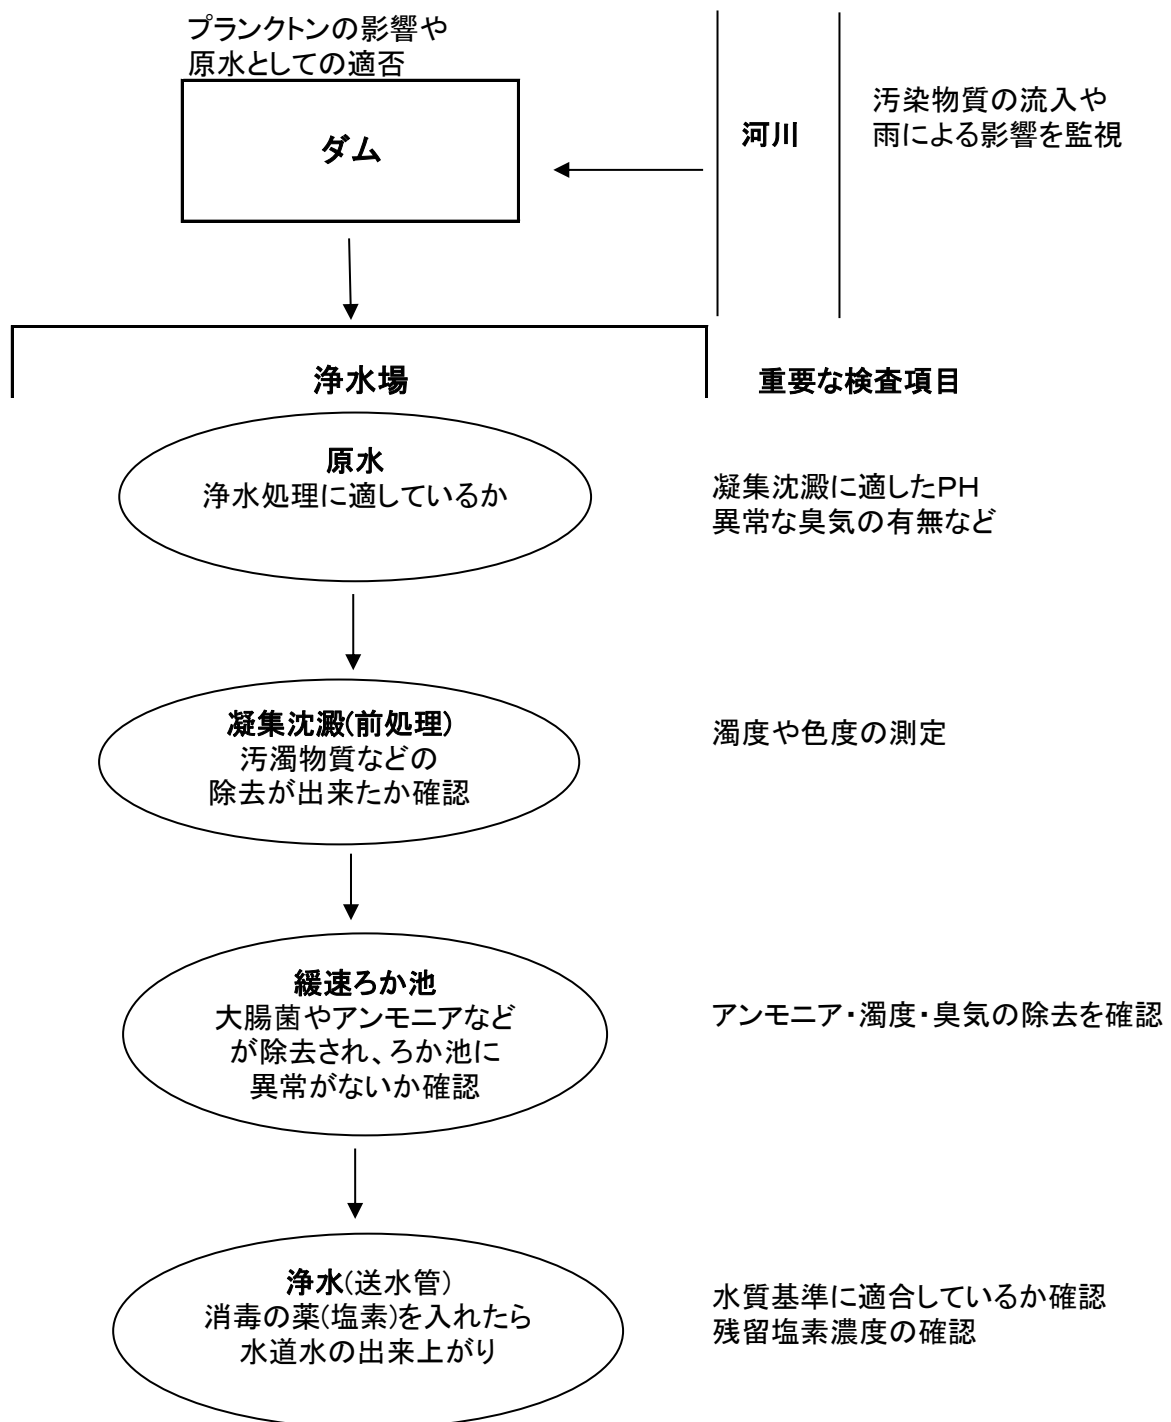 プランクトンの影響や
原水としての適否
ダム
河川
汚染物質の流入や
雨による影響を監視
浄水場
重要な検査項目
原水
浄水処理に適しているか
凝集沈澱に適したPH
異常な臭気の有無など
凝集沈澱(前処理)
汚濁物質などの
除去が出来たか確認
濁度や色度の測定
緩速ろか池
大腸菌やアンモニアなど
が除去され、ろか池に
異常がないか確認
アンモニア・濁度・臭気の除去を確認
浄水(送水管)
消毒の薬(塩素)を入れたら
水道水の出来上がり
水質基準に適合しているか確認
残留塩素濃度の確認